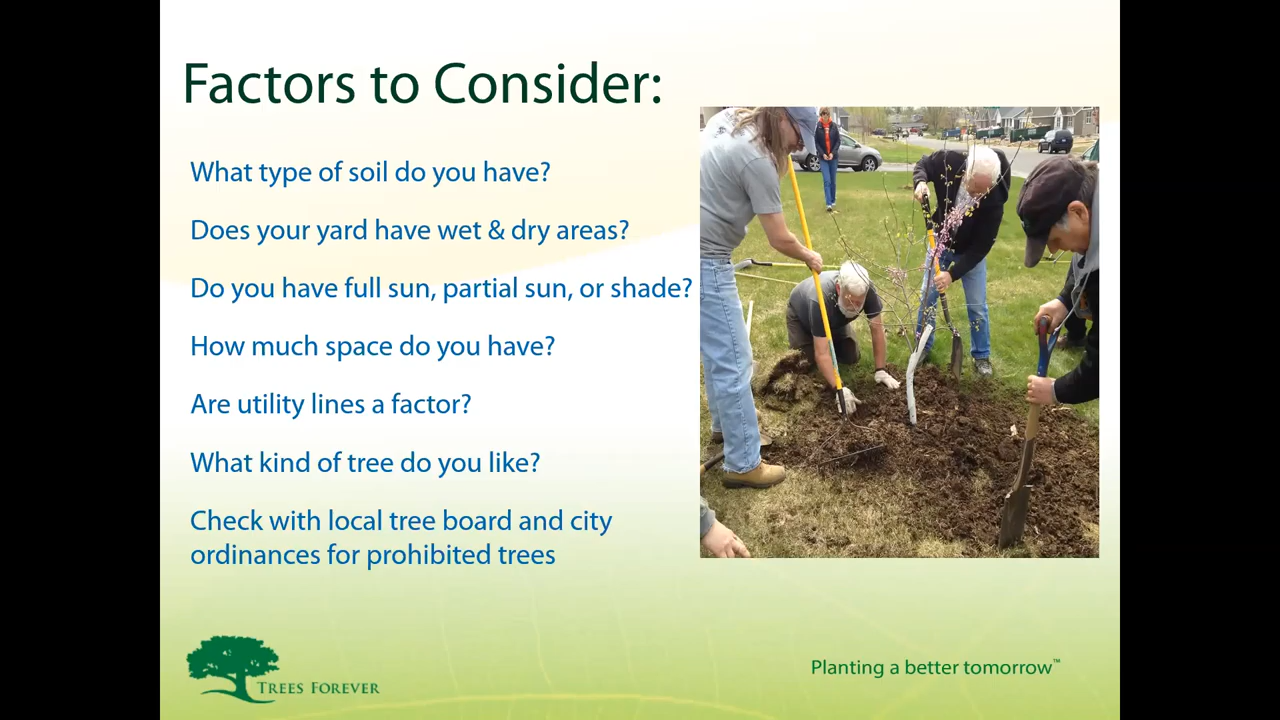 Factors to Consider:
What type of soil do you have?
Does your yard have wet & dry areas?
Do you have full sun, partial sun, or shade?
How much space do you have?
Are utility lines a factor?
What kind of tree do you like?
Check with local tree board and city
ordinances for prohibited trees
TREES FOREVER
Planting a better tomorrow™